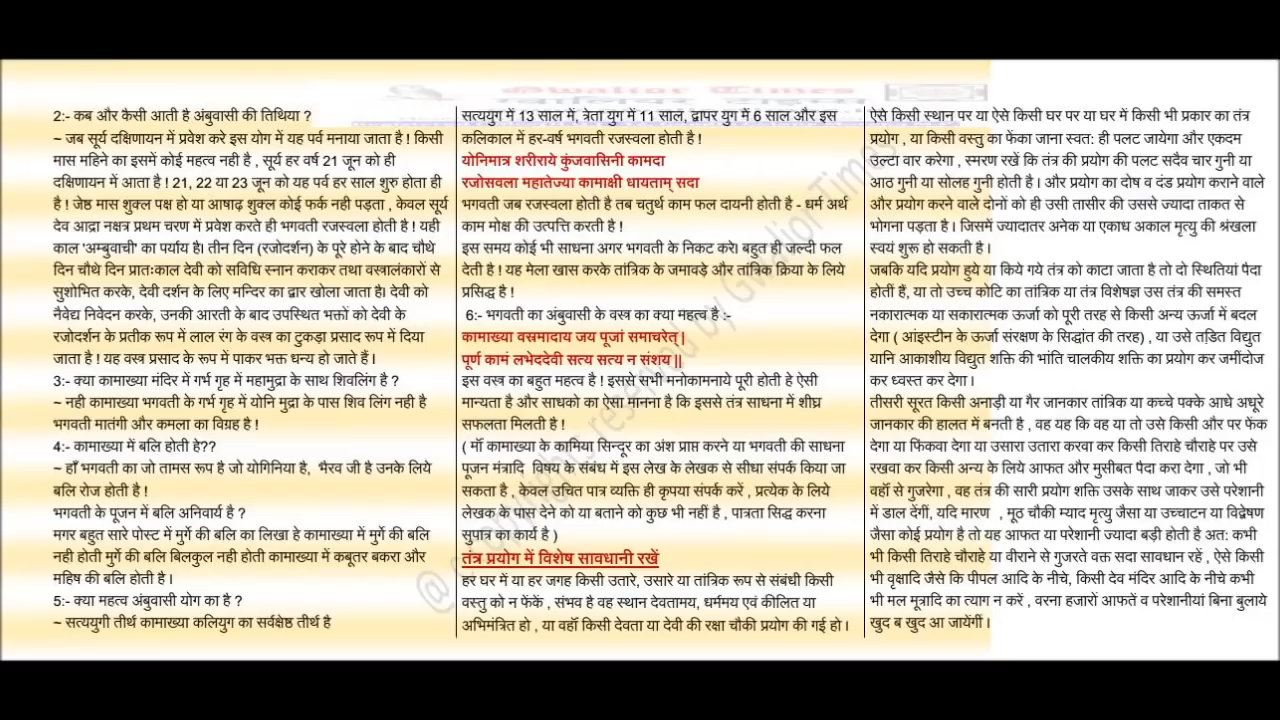 Gwalior Times
ग्वालियर टाइम्स
2:- कब और कैसी आती है अंबुवासी की तिथिया ?
~ जब सूर्य दक्षिणायन में प्रवेश करे इस योग में यह पर्व मनाया जाता है ! किसी
मास महिने का इसमें कोई महत्व नही है , सूर्य हर वर्ष 21 जून को ही
दक्षिणायन में आता है ! 21, 22 या 23 जून को यह पर्व हर साल शुरु होता ही
है ! जेष्ठ मास शुक्ल पक्ष हो या आषाढ़ शुक्ल कोई फर्क नही पड़ता , केवल सूर्य
देव आद्रा नक्षत्र प्रथम चरण में प्रवेश करते ही भगवती रजस्वला होती है ! यही
काल 'अम्बुवाची' का पर्याय है। तीन दिन (रजोदर्शन) के पूरे होने के बाद चौथे
दिन चौथे दिन प्रातःकाल देवी को सविधि स्नान कराकर तथा वस्त्रालंकारों से
सुशोभित करके, देवी दर्शन के लिए मन्दिर का द्वार खोला जाता है। देवी को
नैवेद्य निवेदन करके, उनकी आरती के बाद उपस्थित भक्तों को देवी के
रजोदर्शन के प्रतीक रूप में लाल रंग के वस्त्र का टुकड़ा प्रसाद रूप में दिया
जाता है ! यह वस्त्र प्रसाद के रूप में पाकर भक्त धन्य हो जाते हैं ।
3:- क्या कामाख्या मंदिर में गर्भ गृह में महामुद्रा के साथ शिवलिंग है ?
~ नही कामाख्या भगवती के गर्भ गृह में योनि मुद्रा के पास शिव लिंग नही है
भगवती मातंगी और कमला का विग्रह है !
4:- कामाख्या में बलि होती हे??
~ हाँ भगवती का जो तामस रूप है जो योगिनिया है, भैरव जी है उनके लिये
बलि रोज होती है !
भगवती के पूजन में बलि अनिवार्य है ?
मगर बहुत सारे पोस्ट में मुर्गे की बलि का लिखा हे कामाख्या में मुर्गे की बलि
नही होती मुर्गे की बलि बिलकुल नही होती कामाख्या में कबूतर बकरा और
महिष की बलि होती है ।
5:- क्या महत्व अंबुवासी योग का है ?
~ सत्ययुगी तीर्थ कामाख्या कलियुग का सर्वक्षेष्ठ तीर्थ है
सत्ययुग में 13 साल में, त्रेता युग में 11 साल, द्वापर युग में 6 साल और इस
कलिकाल में हर-वर्ष भगवती रजस्वला होती है !
योनिमात्र शरीराये कुंजवासिनी कामदा
रजोसवला महातेज्या कामाक्षी धायताम् सदा
भगवती जब रजस्वला होती है तब चतुर्थ काम फल दायनी होती है - धर्म अर्थ
काम मोक्ष की उत्पत्ति करती है !
इस समय कोई भी साधना अगर भगवती के निकट करे। बहुत ही जल्दी फल
देती है ! यह मेला खास करके तांत्रिक के जमावड़े और तांत्रिक क्रिया के लिये
प्रसिद्घ है !
6:- भगवती का अंबुवासी के वस्त्र का क्या महत्व है :-
कामाख्या वस्रमादाय जय पूजां समाचरेत् |
पूर्ण कामं लभेददेवी सत्य सत्य न संशय ||
इस वस्त्र का बहुत महत्व है ! इससे सभी मनोकामनाये पूरी होती हे ऐसी
मान्यता है और साधको का ऐसा मानना है कि इससे तंत्र साधना में शीघ्र
सफलता मिलती है !
( माँ कामाख्या के कामिया सिन्दूर का अंश प्राप्त करने या भगवती की साधना
पूजन मंत्रादि विषय के संबंध में इस लेख के लेखक से सीधा संपर्क किया जा
सकता है , केवल उचित पात्र व्यक्ति ही कृपया संपर्क करें , प्रत्येक के लिये
लेखक के पास देने को या बताने को कुछ भी नहीं है , पात्रता सिद्ध करना
सुपात्र का कार्य है )
तंत्र प्रयोग में विशेष सावधानी रखें
हर घर में या हर जगह किसी उतारे, उसारे या तांत्रिक रूप से संबंधी किसी
वस्तु को न फेंकें , संभव है वह स्थान देवतामय, धर्ममय एवं कीलित या
अभिमंत्रित हो , या वहाँ किसी देवता या देवी की रक्षा चौकी प्रयोग की गई हो ।
ऐसे किसी स्थान पर या ऐसे किसी घर पर या घर में किसी भी प्रकार का तंत्र
प्रयोग , या किसी वस्तु का फेंका जाना स्वत: ही पलट जायेगा और एकदम
उल्टा वार करेगा , स्मरण रखें कि तंत्र की प्रयोग की पलट सदैव चार गुनी या
आठ गुनी या सोलह गुनी होती है । और प्रयोग का दोष व दंड प्रयोग कराने वाले
और प्रयोग करने वाले दोनों को ही उसी तासीर की उससे ज्यादा ताकत से
भोगना पड़ता है । जिसमें ज्यादातर अनेक या एकाध अकाल मृत्यु की श्रंखला
स्वयं शुरू हो सकती है ।
जबकि यदि प्रयोग हुये या किये गये तंत्र को काटा जाता है तो दो स्थितियां पैदा
होतीं हैं, या तो उच्च कोटि का तांत्रिक या तंत्र विशेषज्ञ उस तंत्र की समस्त
नकारात्मक या सकारात्मक ऊर्जा को पूरी तरह से किसी अन्य ऊर्जा में बदल
देगा ( आंइस्टीन के ऊर्जा संरक्षण के सिद्धांत की तरह) , या उसे तडि़त विद्युत
यानि आकाशीय विद्युत शक्ति की भांति चालकीय शक्ति का प्रयोग कर जमींदोज
कर ध्वस्त कर देगा ।
तीसरी सूरत किसी अनाड़ी या गैर जानकार तांत्रिक या कच्चे पक्के आधे अधूरे
जानकार की हालत में बनती है , वह यह कि वह या तो उसे किसी और पर फेंक
देगा या फिंकवा देगा या उसारा उतारा करवा कर किसी तिराहे चौराहे पर उसे
रखवा कर किसी अन्य के लिये आफत और मुसीबत पैदा करा देगा , जो भी
वहाँ से गुजरेगा , वह तंत्र की सारी प्रयोग शक्ति उसके साथ जाकर उसे परेशानी
में डाल देगीं, यदि मारण , मूठ चौकी म्याद मृत्यु जैसा या उच्चाटन या विद्वेषण
जैसा कोई प्रयोग है तो यह आफत या परेशानी ज्यादा बड़ी होती है अत: कभी
भी किसी तिराहे चौराहे या वीराने से गुजरते वक्त सदा सावधान रहें , ऐसे किसी
भी वृक्षादि जैसे कि पीपल आदि के नीचे, किसी देव मंदिर आदि के नीचे कभी
भी मल मूत्रादि का त्याग न करें , वरना हजारों आफतें व परेशानीयां बिना बुलाये
खुद ब खुद आ जायेंगीं ।
@ copyrights reserved by Gwalior Times